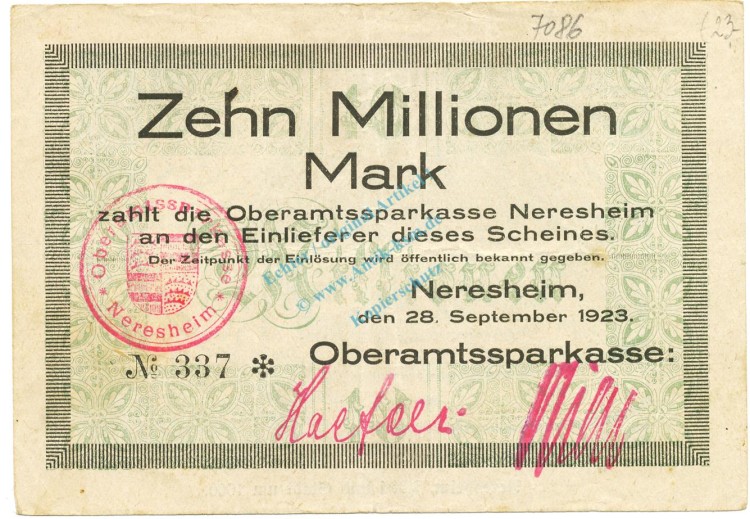 7086
Zehn Millionen
Mark
zahlt die Oberamtssparkasse Neresheim
an den Einlieferer dieses Scheines.
Der Zeitpunkt der Einlösung wird öffentlich bekannt gegeben.
Neresheim,
den 28. September 1923.
Oberamtssparkasse:
№ 337 *
* Oberamtssparkasse *
Neresheim